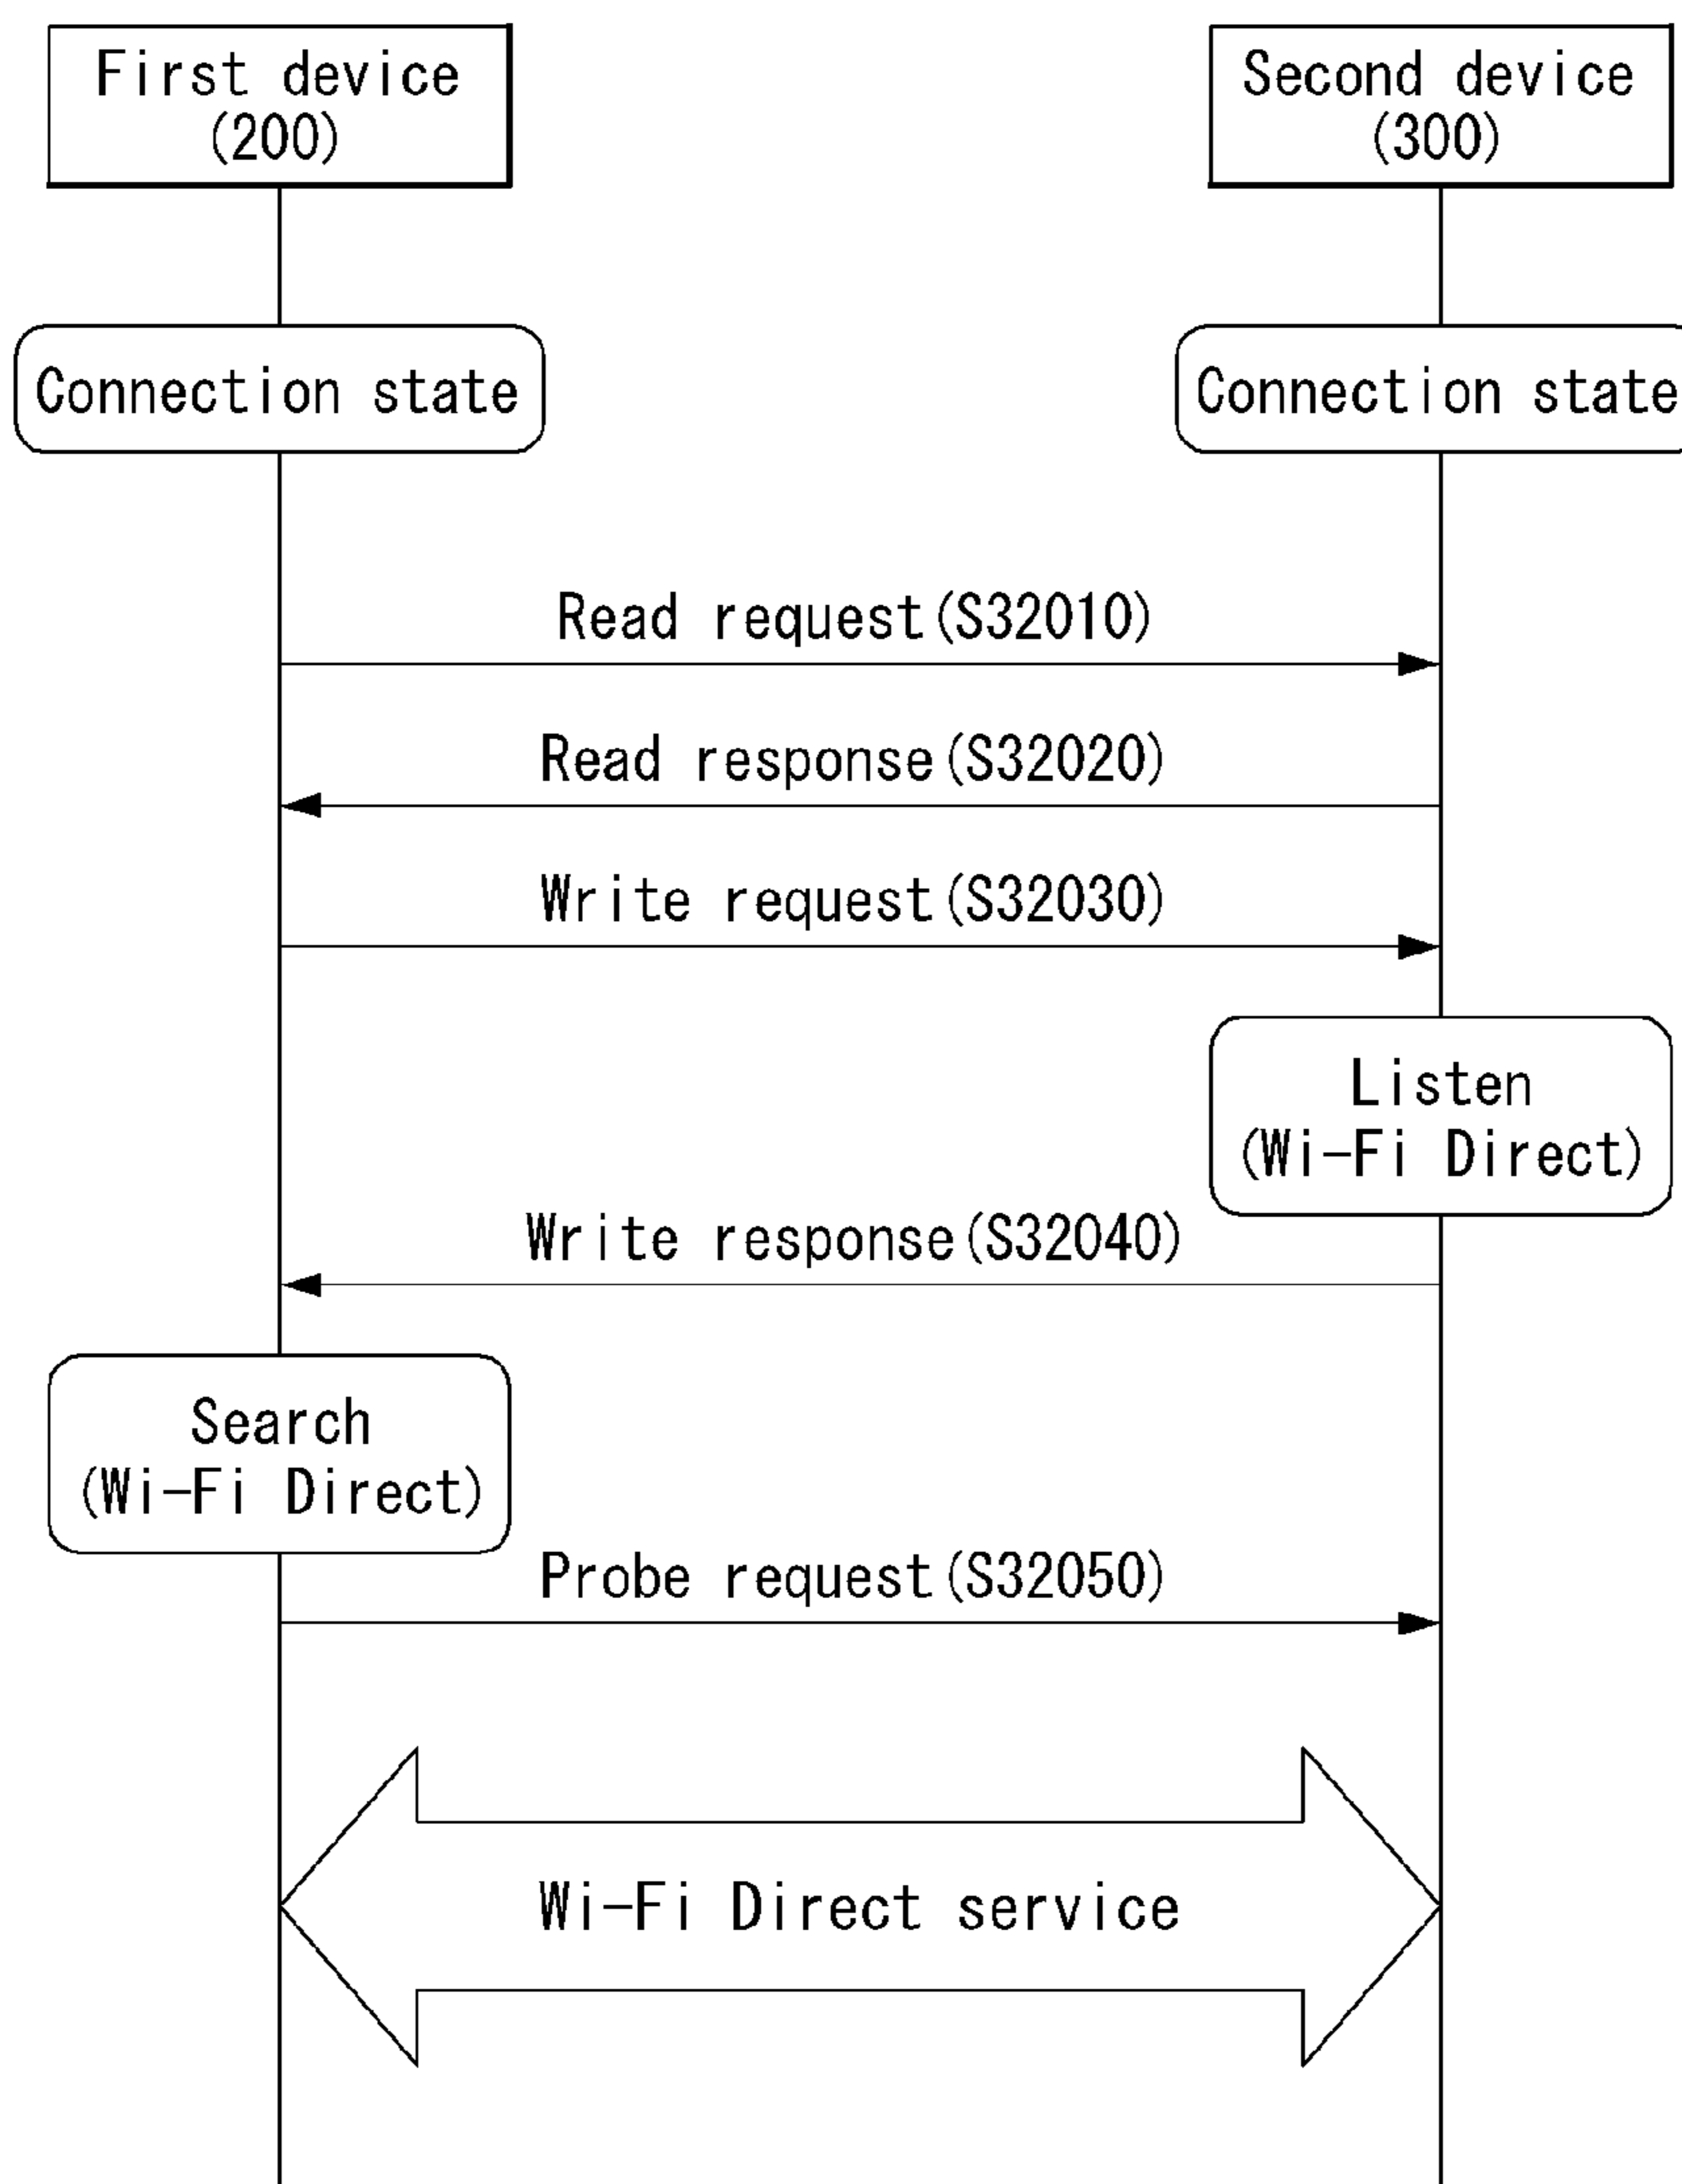 First device
(200)
Second device
(300)
Connection state
Connection state
Read request(S32010)
Read response(S32020)
Write request(S32030)
Listen
(Wi-Fi Direct)
Write response(S32040)
Search
(Wi-Fi Direct)
Probe request(S32050)
Wi-Fi Direct service